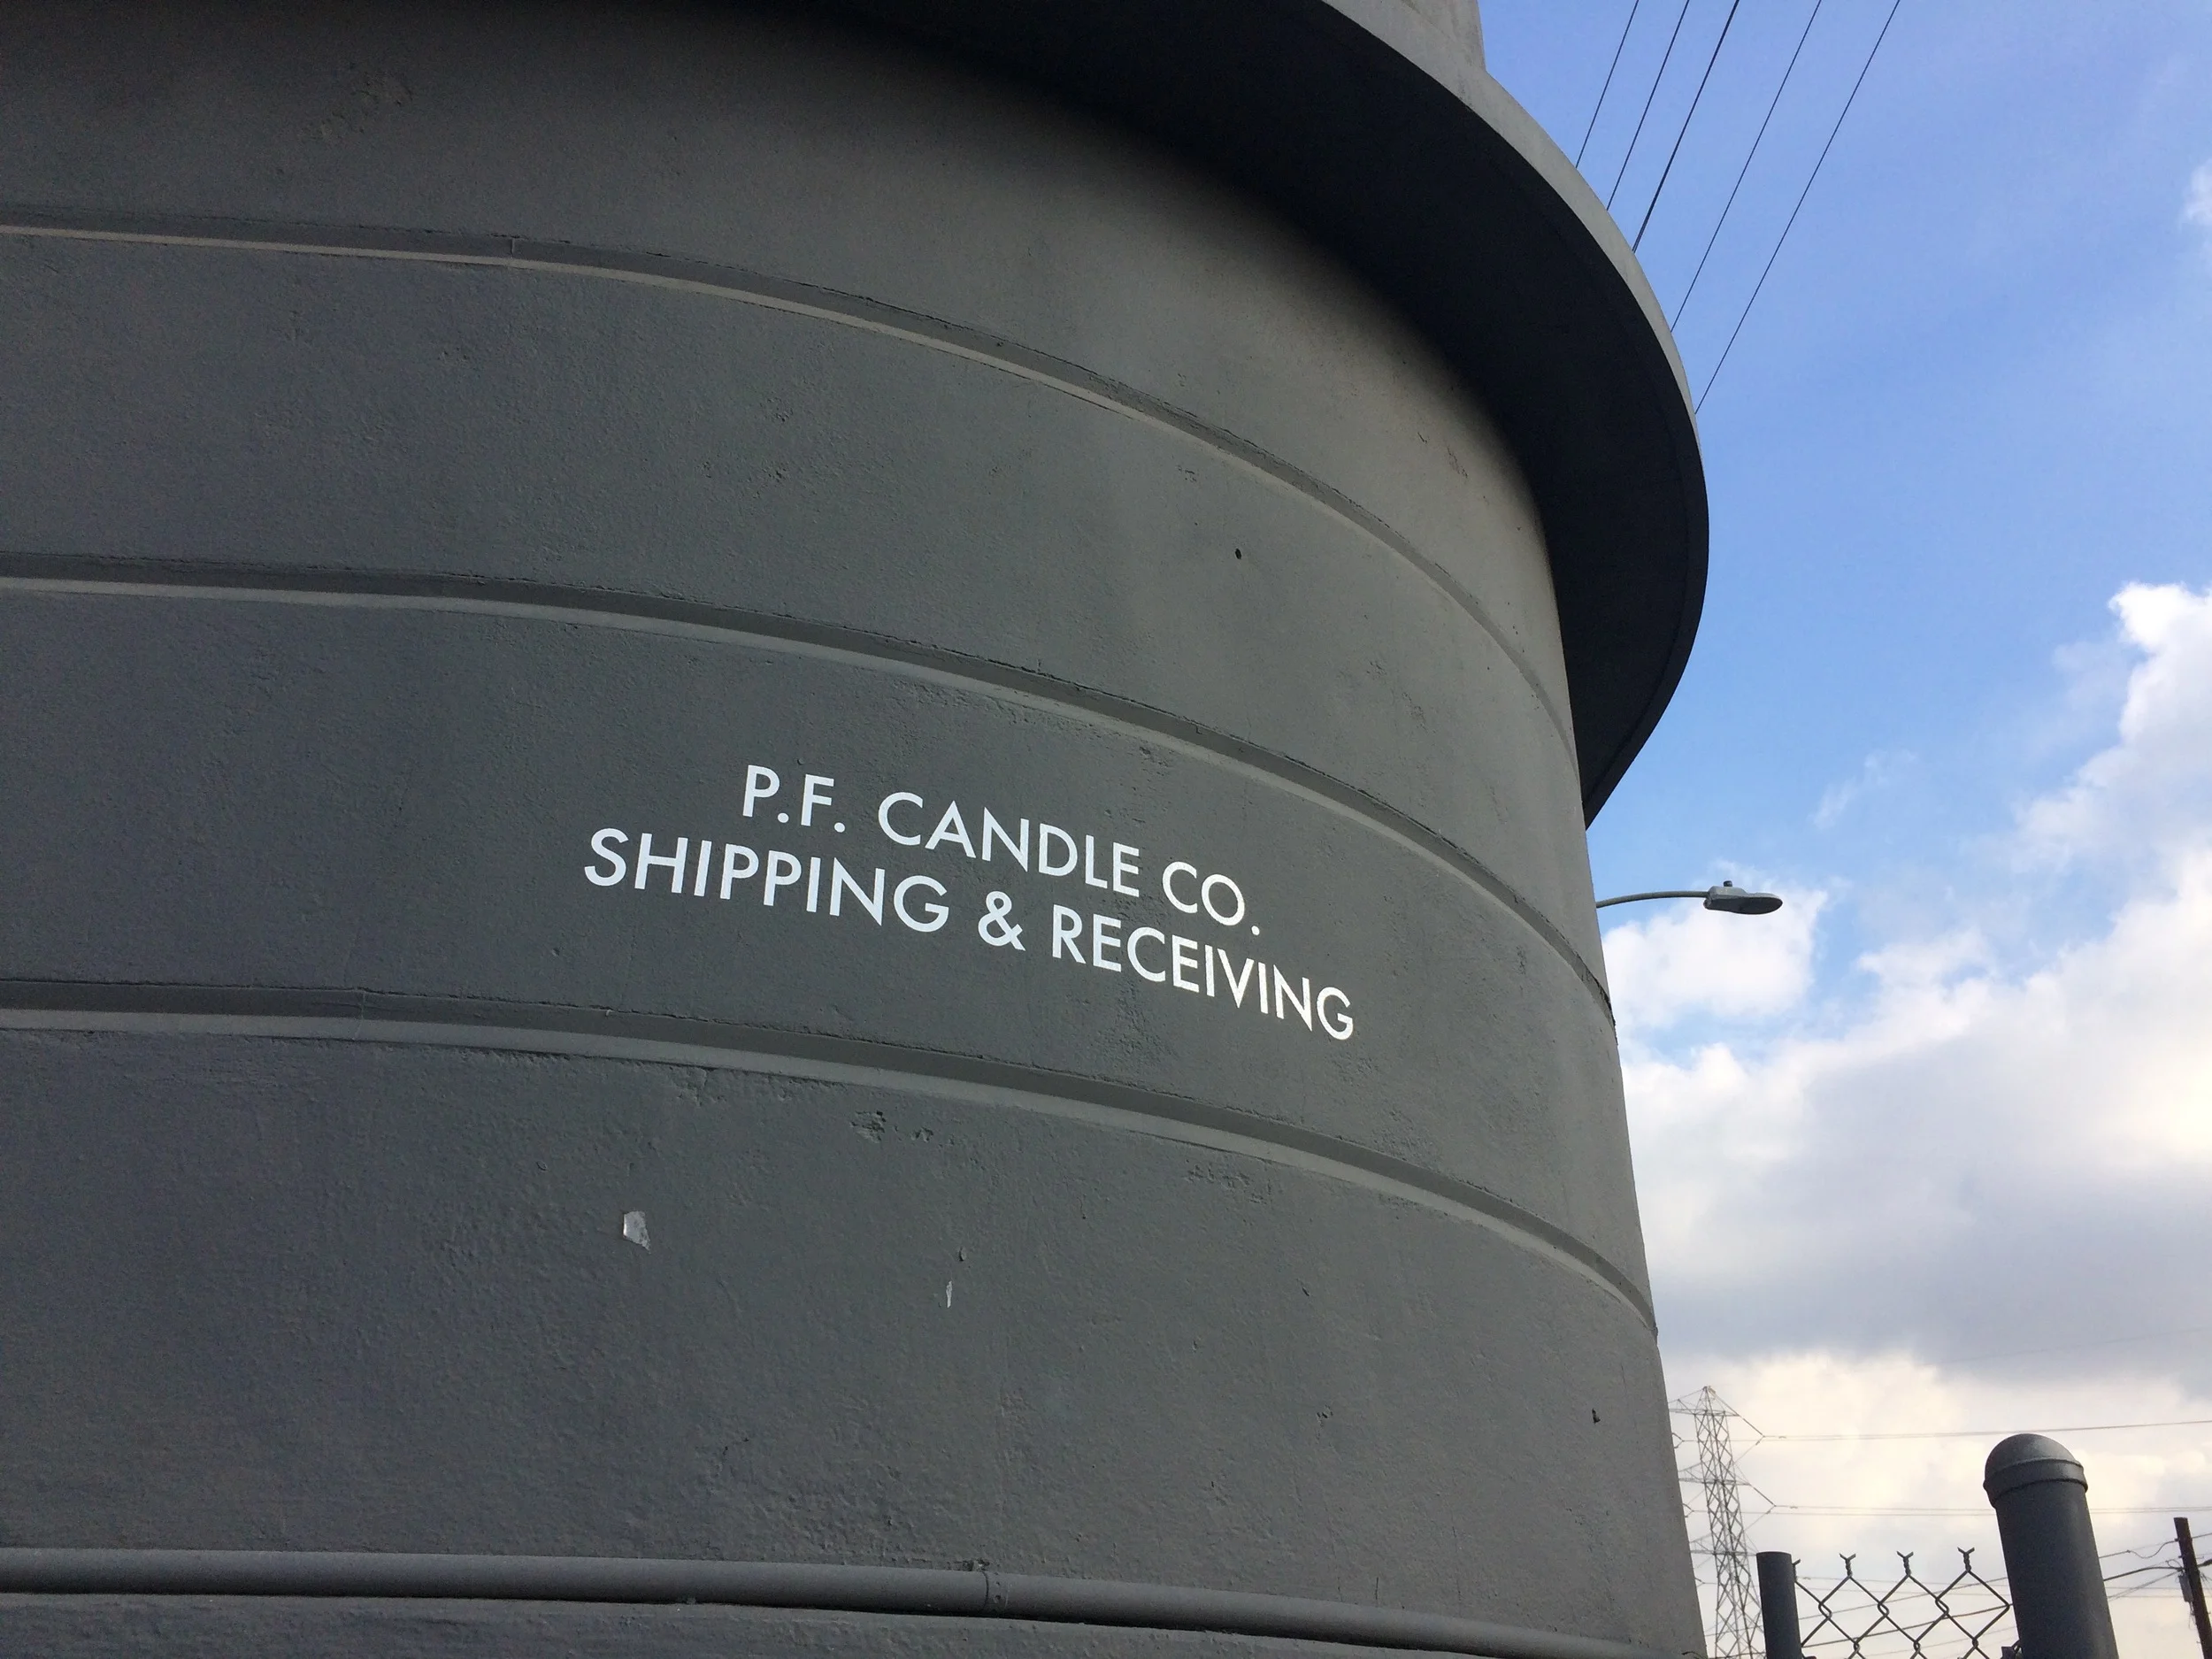 P.F. CANDLE CO.
SHIPPING & RECEIVING